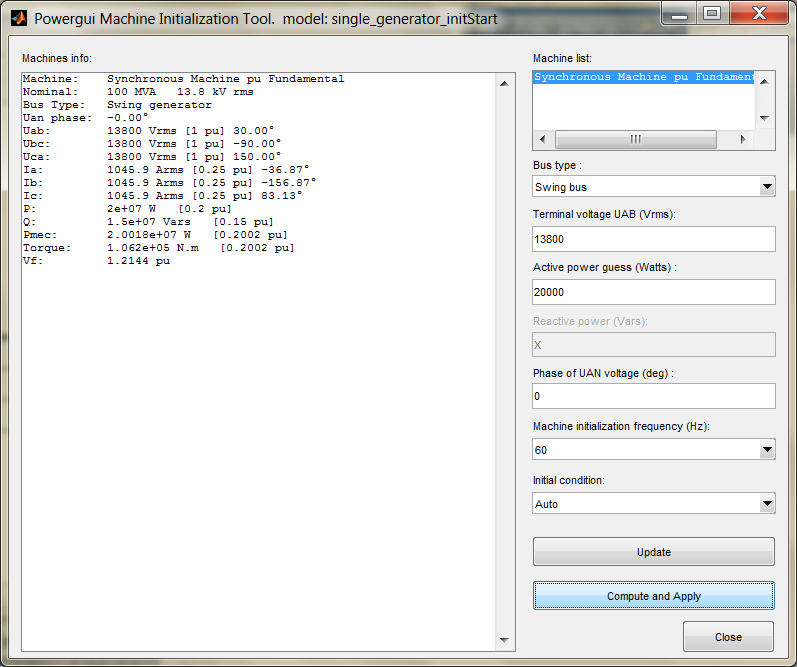 Powergui Machine Initialization Tool.  model: single_generator_initStart
Machines info:
Machine:    Synchronous Machine pu Fundamental
Nominal:    100 MVA   13.8 kV rms
Bus Type:   Swing generator
Uan phase:  -0.00°
Uab:        13800 Vrms [1 pu] 30.00°
Ubc:        13800 Vrms [1 pu] -90.00°
Uca:        13800 Vrms [1 pu] 150.00°
Ia:         1045.9 Arms [0.25 pu] -36.87°
Ib:         1045.9 Arms [0.25 pu] -156.87°
Ic:         1045.9 Arms [0.25 pu] 83.13°
P:          2e+07 W   [0.2 pu]
Q:          1.5e+07 Vars   [0.15 pu]
Pmec:       2.0018e+07 W   [0.2002 pu]
Torque:     1.062e+05 N.m   [0.2002 pu]
Vf:         1.2144 pu
Machine list:
Synchronous Machine pu Fundament
Bus type :
Swing bus
Terminal voltage UAB (Vrms):
13800
Active power guess (Watts) :
20000
Reactive power (Vars):
X
Phase of UAN voltage (deg) :
0
Machine initialization frequency (Hz):
60
Initial condition:
Auto
Update
Compute and Apply
Close